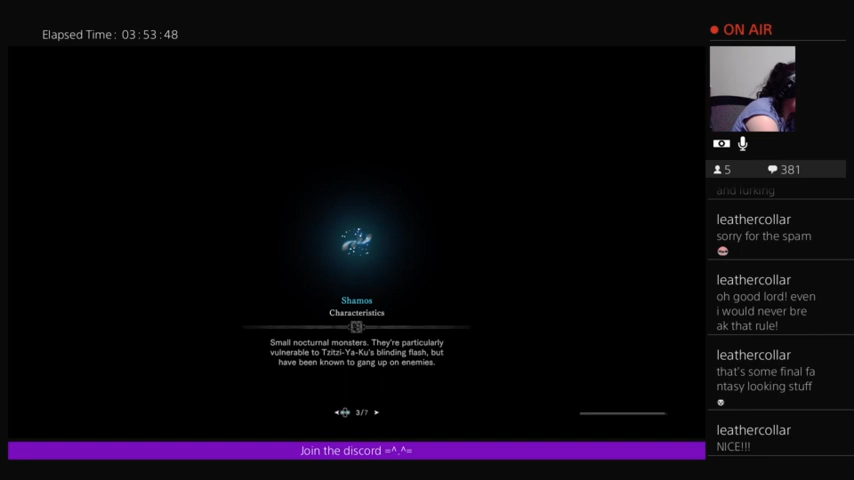 Elapsed Time: 03:53:48
ON AIR
5 381
and lurking
leathercollar
sorry for the spam
leathercollar
oh good lord! even
i would never bre
ak that rule!
leathercollar
that's some final fa
ntasy looking stuff
leathercollar
NICE!!!
Shamos
Characteristics
Small nocturnal monsters. They're particularly
vulnerable to Tzitzi-Ya-Ku's blinding flash, but
have been known to gang up on enemies.
3/7
Join the discord =^.^=